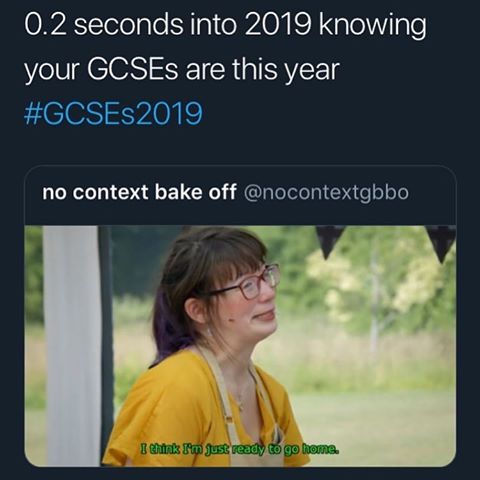 0.2 seconds into 2019 knowing
your GCSEs are this year
#GCSEs2019
no context bake off @nocontextgbbo
I think I'm just ready to go home.